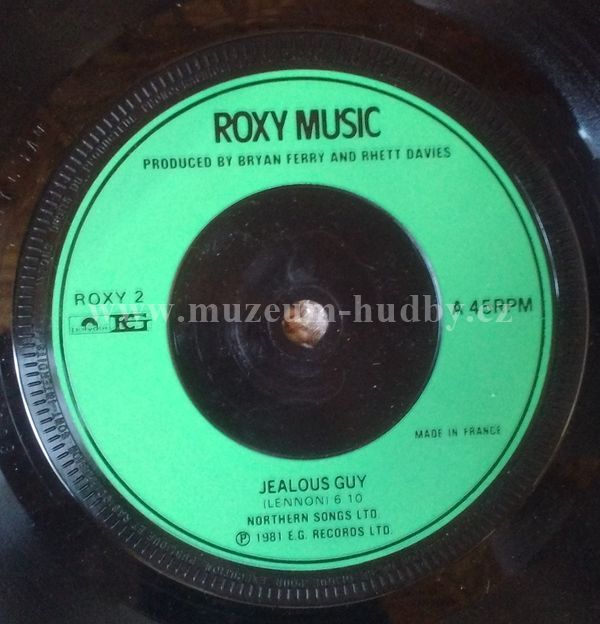 ROXY MUSIC
PRODUCED BY BRYAN FERRY AND RHETT DAVIES
ROXY 2
A 45RPM
www.muzeum-hudby.cz
Polydor EG
MADE IN FRANCE
JEALOUS GUY
(LENNON) 6 10
NORTHERN SONGS LTD.
Ⓟ 1981 E.G. RECORDS LTD.